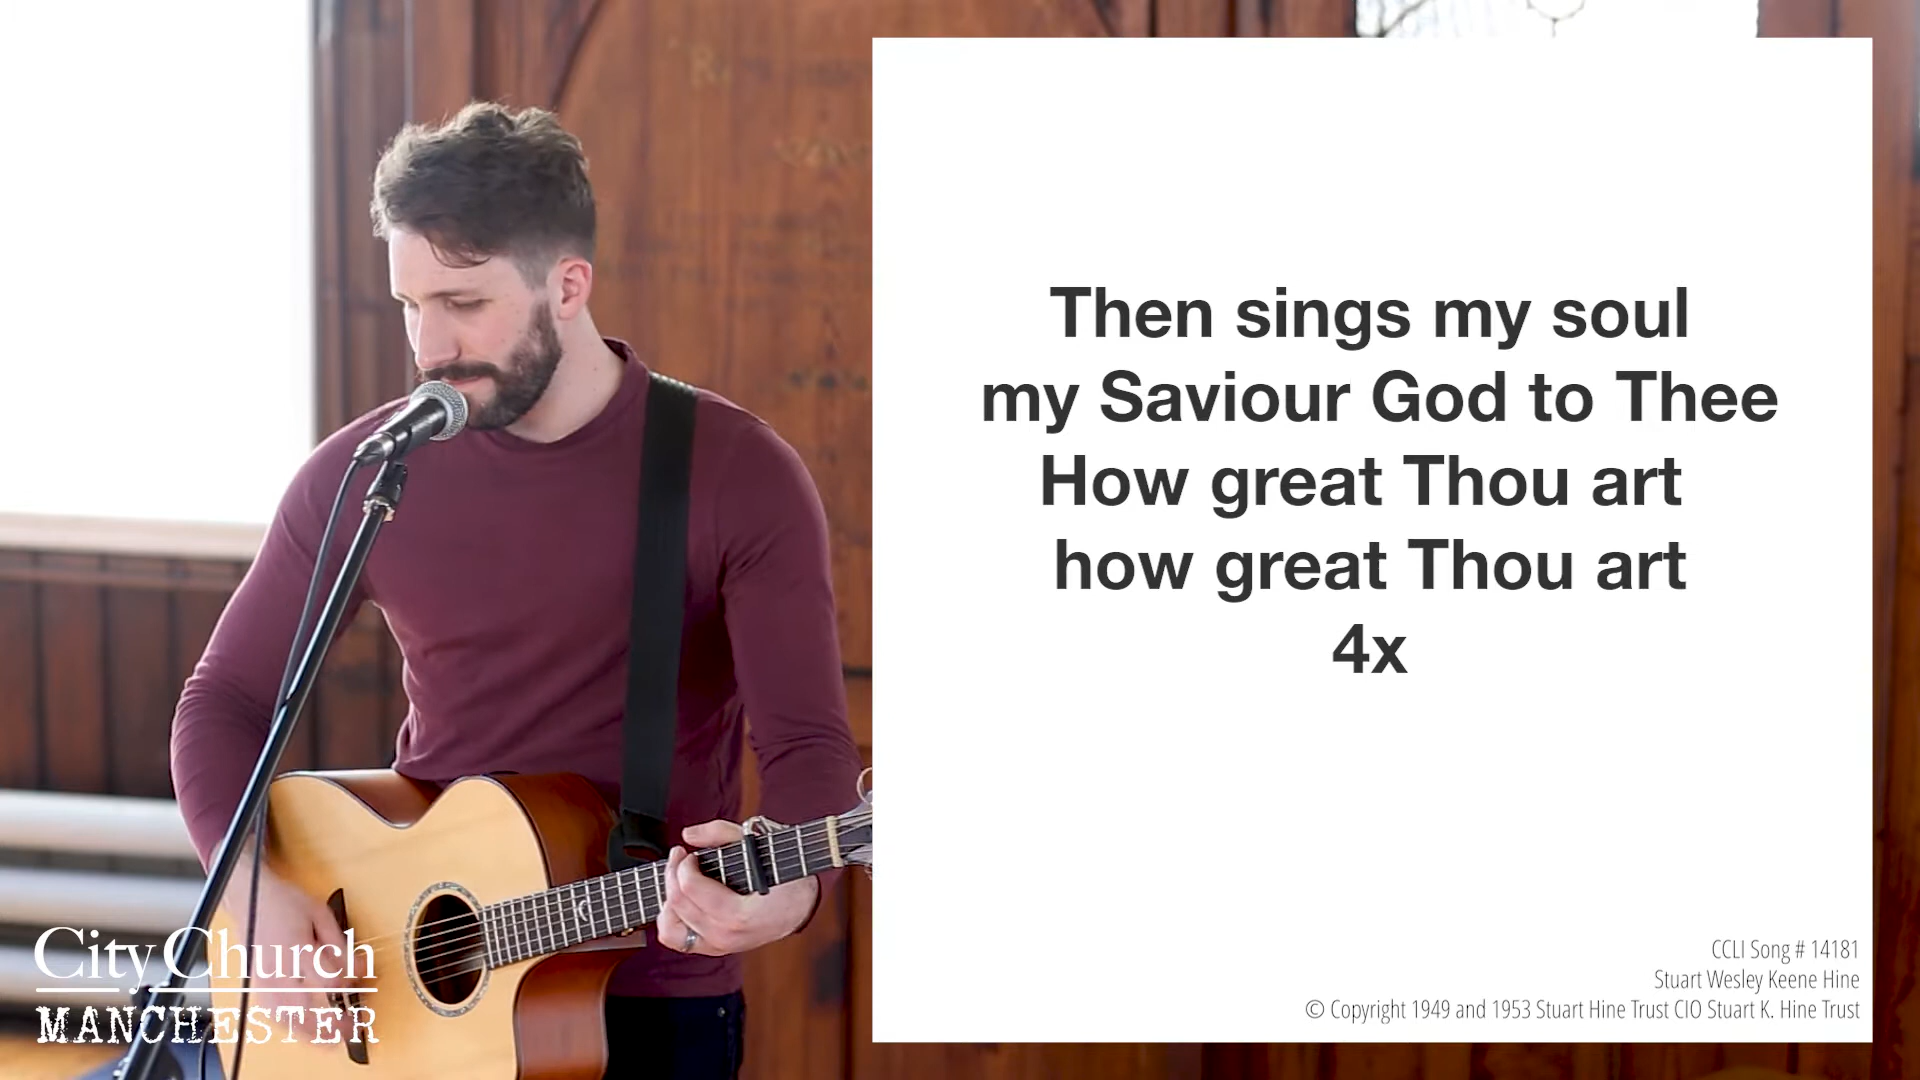 Then sings my soul
my Saviour God to Thee
How great Thou art
how great Thou art
4x
CCLI Song # 14181
Stuart Wesley Keene Hine
© Copyright 1949 and 1953 Stuart Hine Trust CIO Stuart K. Hine Trust
City Church
MANCHESTER